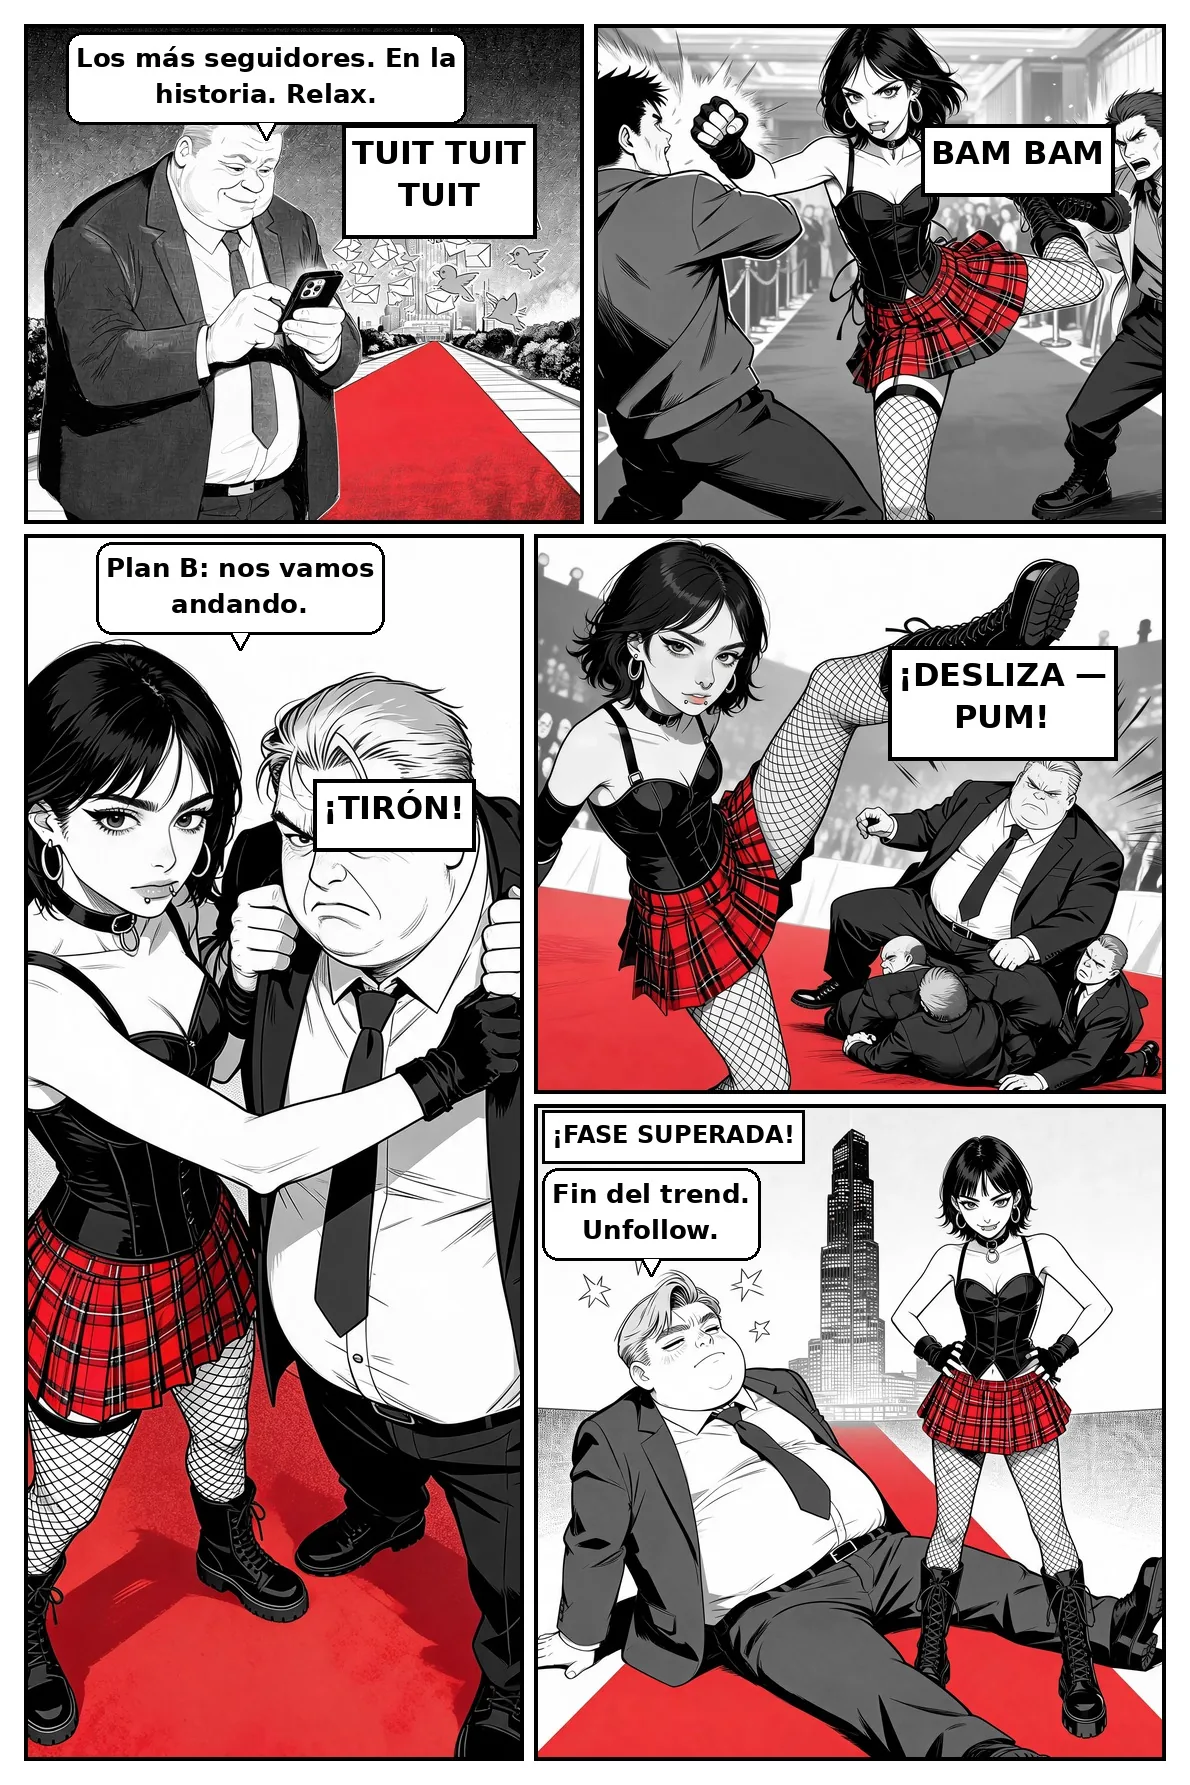 Los más seguidores. En la
historia. Relax.
TUIT TUIT
TUIT
BAM BAM
Plan B: nos vamos
andando.
¡TIRÓN!
¡DESLIZA —
PUM!
¡FASE SUPERADA!
Fin del trend.
Unfollow.